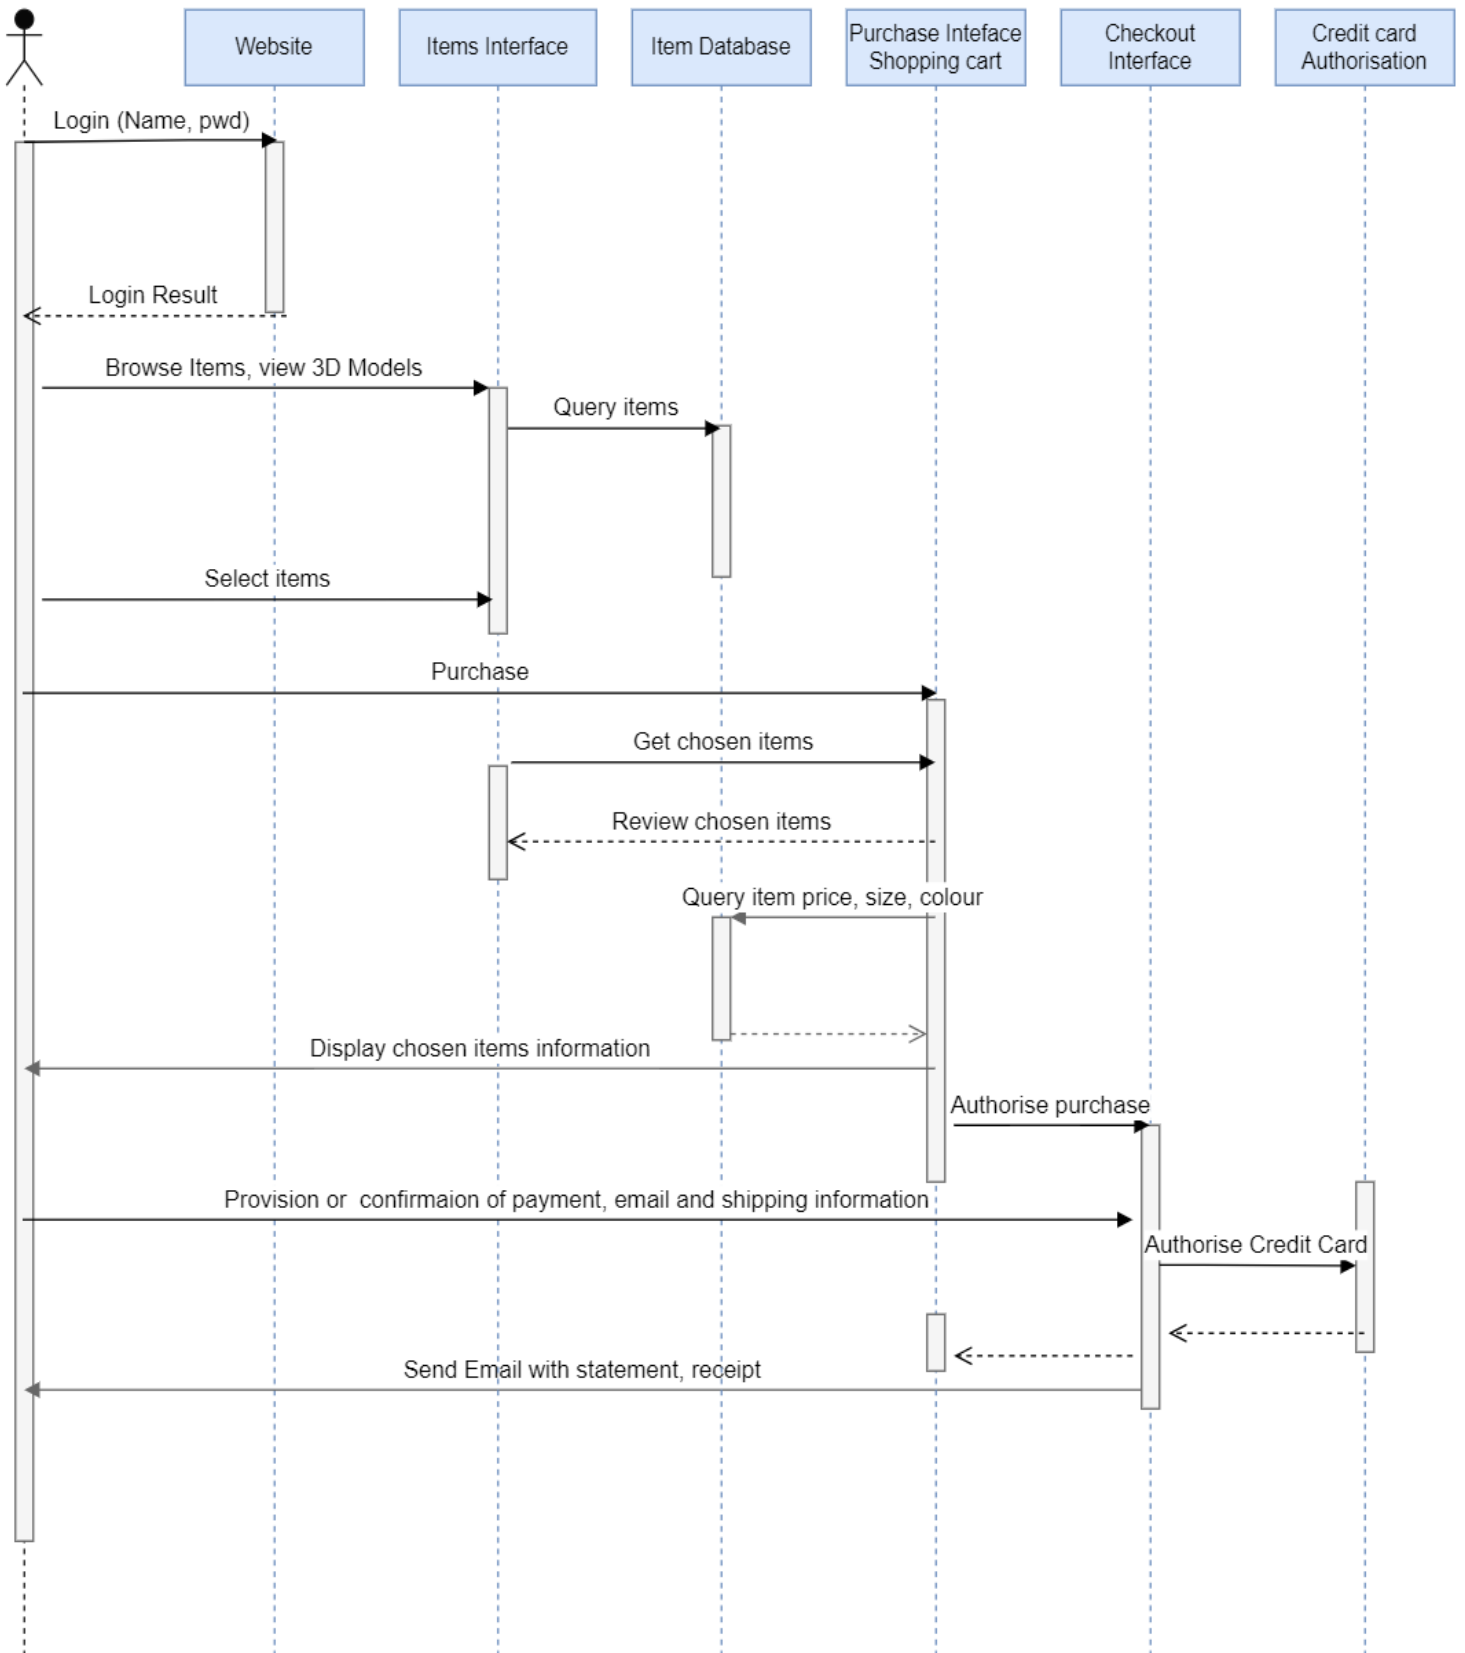 Website
Items Interface
Item Database
Purchase Inteface
Shopping cart
Checkout
Interface
Credit card
Authorisation
Login (Name, pwd)
Login Result
Browse Items, view 3D Models
Query items
Select items
Purchase
Get chosen items
Review chosen items
Query item price, size, colour
Display chosen items information
Authorise purchase
Provision or  confirmaion of payment, email and shipping information
Authorise Credit Card
Send Email with statement, receipt